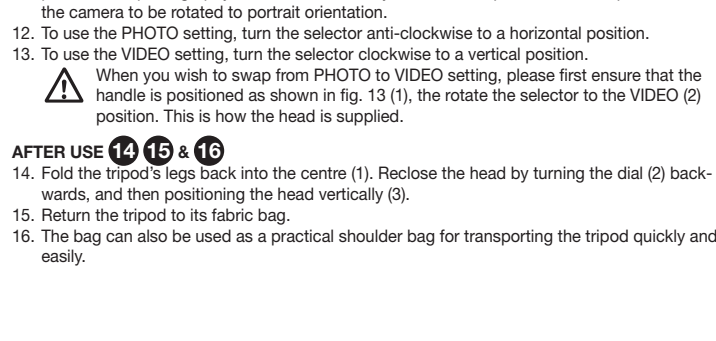 the camera to be rotated to portrait orientation.
12. To use the PHOTO setting, turn the selector anti-clockwise to a horizontal position.
13. To use the VIDEO setting, turn the selector clockwise to a vertical position.
When you wish to swap from PHOTO to VIDEO setting, please first ensure that the
handle is positioned as shown in fig. 13 (1), the rotate the selector to the VIDEO (2)
position. This is how the head is supplied.
AFTER USE 14 15 & 16
14. Fold the tripod's legs back into the centre (1). Reclose the head by turning the dial (2) back-
wards, and then positioning the head vertically (3).
15. Return the tripod to its fabric bag.
16. The bag can also be used as a practical shoulder bag for transporting the tripod quickly and
easily.